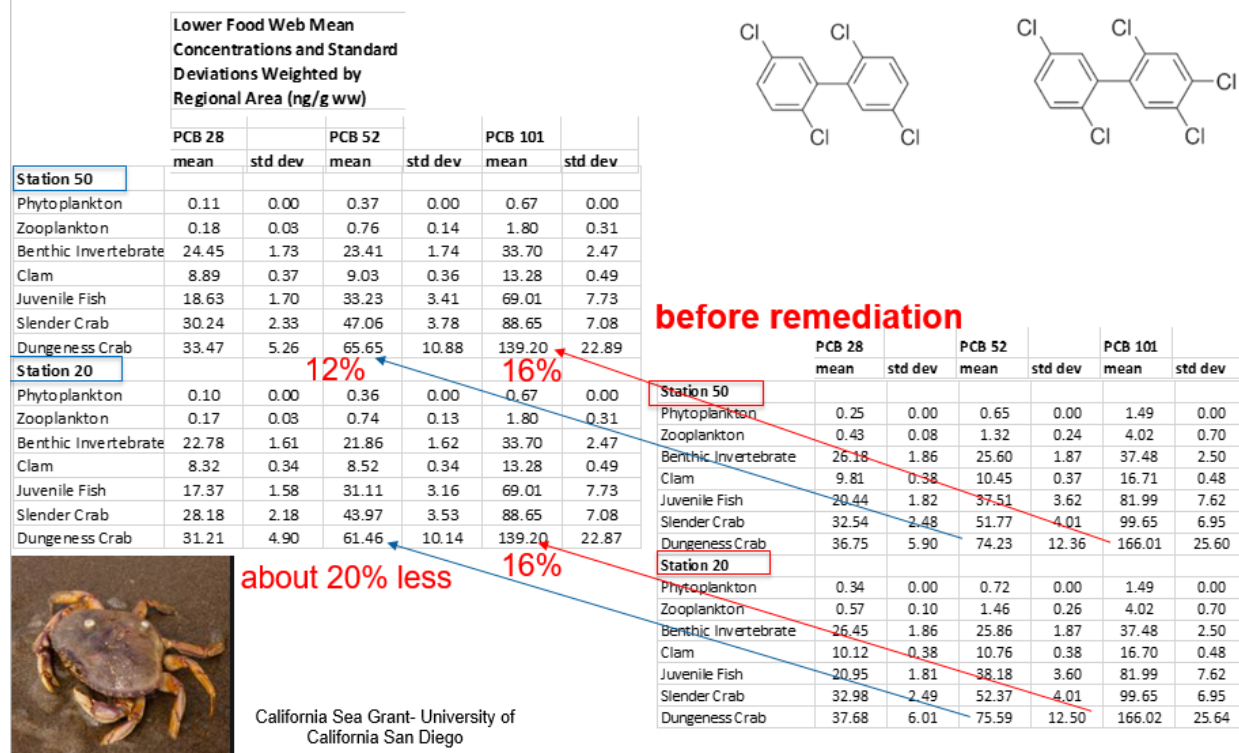 Lower Food Web Mean
Concentrations and Standard
Deviations Weighted by
Regional Area (ng/g ww)
PCB 28 PCB 52 PCB 101
mean std dev mean std dev mean std dev
Station 50
Phytoplankton 0.11 0.00 0.37 0.00 0.67 0.00
Zooplankton 0.18 0.03 0.76 0.14 1.80 0.31
Benthic Invertebrate 24.45 1.73 23.41 1.74 33.70 2.47
Clam 8.89 0.37 9.03 0.36 13.28 0.49
Juvenile Fish 18.63 1.70 33.23 3.41 69.01 7.73
Slender Crab 30.24 2.33 47.06 3.78 88.65 7.08
Dungeness Crab 33.47 5.26 65.65 10.88 139.20 22.89
12% 16%
Station 20
Phytoplankton 0.10 0.00 0.36 0.00 0.67 0.00
Zooplankton 0.17 0.03 0.74 0.13 1.80 0.31
Benthic Invertebrate 22.78 1.61 21.86 1.62 33.70 2.47
Clam 8.32 0.34 8.52 0.34 13.28 0.49
Juvenile Fish 17.37 1.58 31.11 3.16 69.01 7.73
Slender Crab 28.18 2.18 43.97 3.53 88.65 7.08
Dungeness Crab 31.21 4.90 61.46 10.14 139.20 22.87
about 20% less 16%
California Sea Grant- University of
California San Diego
Cl Cl Cl Cl
Cl Cl Cl Cl Cl
before remediation
PCB 28 PCB 52 PCB 101
mean std dev mean std dev mean std dev
Station 50
Phytoplankton 0.25 0.00 0.65 0.00 1.49 0.00
Zooplankton 0.43 0.08 1.32 0.24 4.02 0.70
Benthic Invertebrate 26.18 1.86 25.60 1.87 37.48 2.50
Clam 9.81 0.38 10.45 0.37 16.71 0.48
Juvenile Fish 20.44 1.82 37.51 3.62 81.99 7.62
Slender Crab 32.54 2.48 51.77 4.01 99.65 6.95
Dungeness Crab 36.75 5.90 74.23 12.36 166.01 25.60
Station 20
Phytoplankton 0.34 0.00 0.72 0.00 1.49 0.00
Zooplankton 0.57 0.10 1.46 0.26 4.02 0.70
Benthic Invertebrate 26.45 1.86 25.86 1.87 37.48 2.50
Clam 10.12 0.38 10.76 0.38 16.70 0.48
Juvenile Fish 20.95 1.81 38.18 3.60 81.99 7.62
Slender Crab 32.98 2.49 52.37 4.01 99.65 6.95
Dungeness Crab 37.68 6.01 75.59 12.50 166.02 25.64